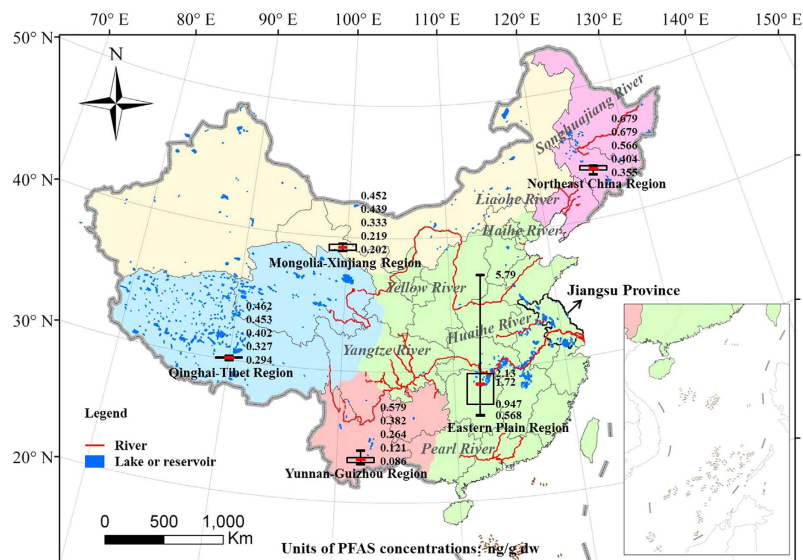 70° E 80° E 90° E 100° E 110° E 120° E 130° E 140° E 150° E
50° N
40° N
30° N
20° N
N
Songhuajiang River
0.679
0.679
0.566
0.404
0.355
Northeast China Region
Liaohe River
Haihe River
0.452
0.439
0.333
0.219
0.202
Mongolia-Xinjiang Region
Yellow River
5.79
Jiangsu Province
Huaihe River
0.462
0.453
0.402
0.327
0.294
Qinghai-Tibet Region
Yangtze River
2.15
1.72
0.947
0.568
Eastern Plain Region
0.579
0.382
0.264
0.121
0.086
Yunnan-Guizhou Region
Pearl River
Legend
River
Lake or reservoir
0 500 1,000
Km
Units of PFAS concentrations: ng/g dw